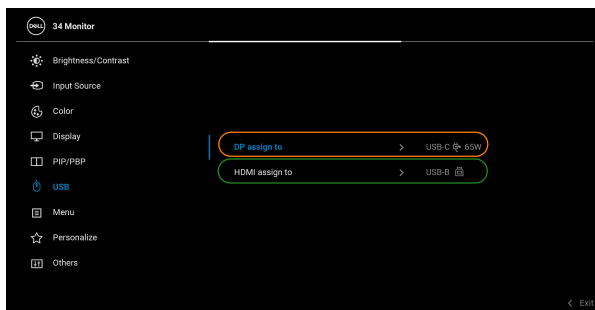 DELL 34 Monitor
Brightness/Contrast
Input Source
Color
Display
DP assign to > USB-C 65W
PIP/PBP
HDMI assign to > USB-B
USB
Menu
Personalize
Others
< Exit